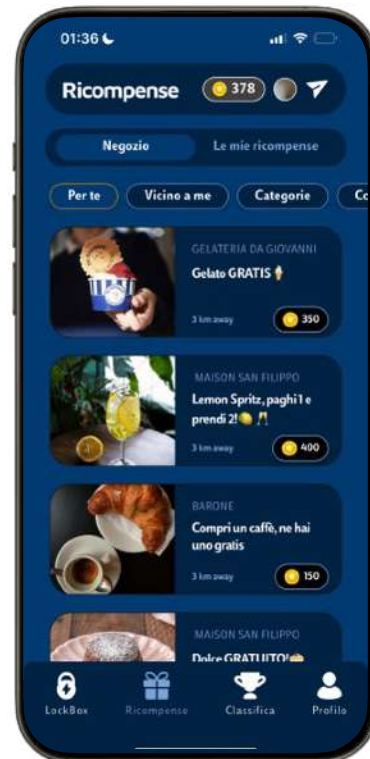 01:36
Ricompense
378
Negozio
Le mie ricompense
Per te
Vicino a me
Categorie
Co
GELATERIA DA GIOVANNI
Gelato GRATIS
3 km away
350
MAISON SAN FILIPPO
Lemon Spritz, paghi 1 e
prendi 2!
3 km away
400
BARONE
Compri un caffè, ne hai
uno gratis
3 km away
150
MAISON SAN FILIPPO
Dolce GRATUITO!
LockBox
Ricompense
Classifica
Profilo